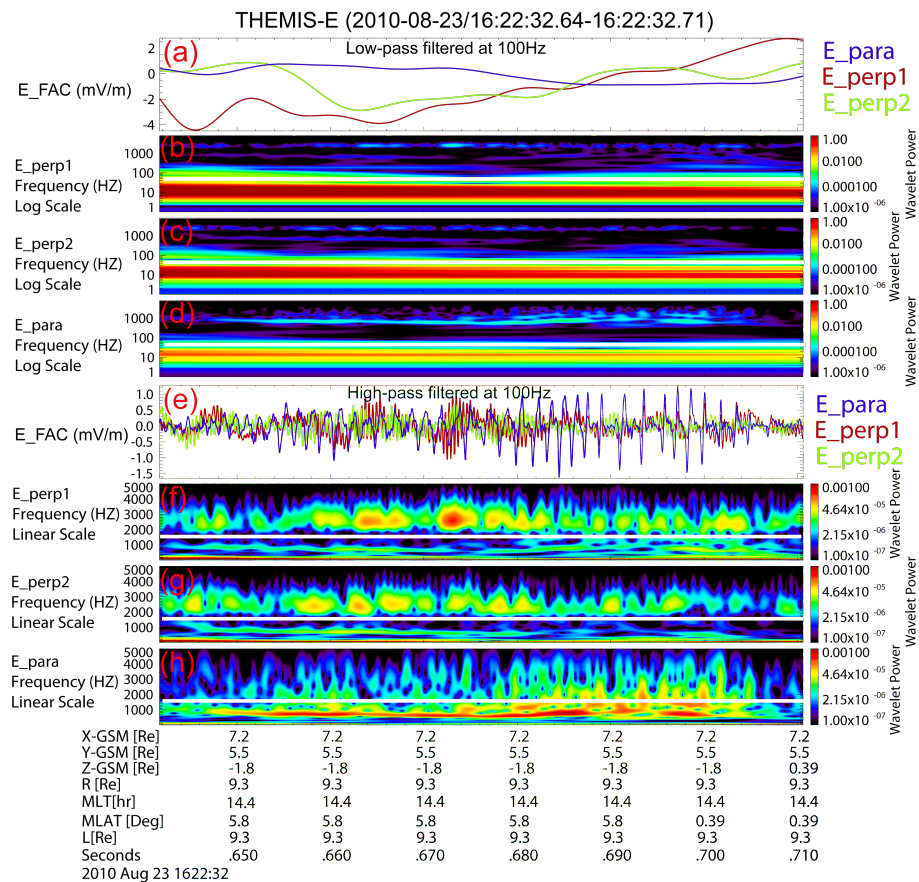 THEMIS-E (2010-08-23/16:22:32.64-16:22:32.71)
(a)
Low-pass filtered at 100Hz
E_FAC (mV/m)
2
0
-2
-4
E_para
E_perp1
E_perp2
(b)
E_perp1
Frequency (HZ)
Log Scale
1000
100
10
1
1.00
0.0100
0.000100
1.00x10 -06
Wavelet Power
(c)
E_perp2
Frequency (HZ)
Log Scale
1000
100
10
1
1.00
0.0100
0.000100
1.00x10 -06
Wavelet Power
(d)
E_para
Frequency (HZ)
Log Scale
1000
100
10
1
1.00
0.0100
0.000100
1.00x10 -06
Wavelet Power
(e)
High-pass filtered at 100Hz
E_FAC (mV/m)
1.0
0.5
0.0
-0.5
-1.0
-1.5
E_para
E_perp1
E_perp2
(f)
E_perp1
Frequency (HZ)
Linear Scale
5000
4000
3000
2000
1000
0.00100
4.64x10 -05
2.15x10 -06
1.00x10 -07
Wavelet Power
(g)
E_perp2
Frequency (HZ)
Linear Scale
5000
4000
3000
2000
1000
0.00100
4.64x10 -05
2.15x10 -06
1.00x10 -07
Wavelet Power
(h)
E_para
Frequency (HZ)
Linear Scale
5000
4000
3000
2000
1000
0.00100
4.64x10 -05
2.15x10 -06
1.00x10 -07
Wavelet Power
X-GSM [Re] 7.2 7.2 7.2 7.2 7.2 7.2 7.2
Y-GSM [Re] 5.5 5.5 5.5 5.5 5.5 5.5 5.5
Z-GSM [Re] -1.8 -1.8 -1.8 -1.8 -1.8 -1.8 0.39
R [Re] 9.3 9.3 9.3 9.3 9.3 9.3 9.3
MLT[hr] 14.4 14.4 14.4 14.4 14.4 14.4 14.4
MLAT [Deg] 5.8 5.8 5.8 5.8 5.8 0.39 0.39
L[Re] 9.3 9.3 9.3 9.3 9.3 9.3 9.3
Seconds .650 .660 .670 .680 .690 .700 .710
2010 Aug 23 1622:32